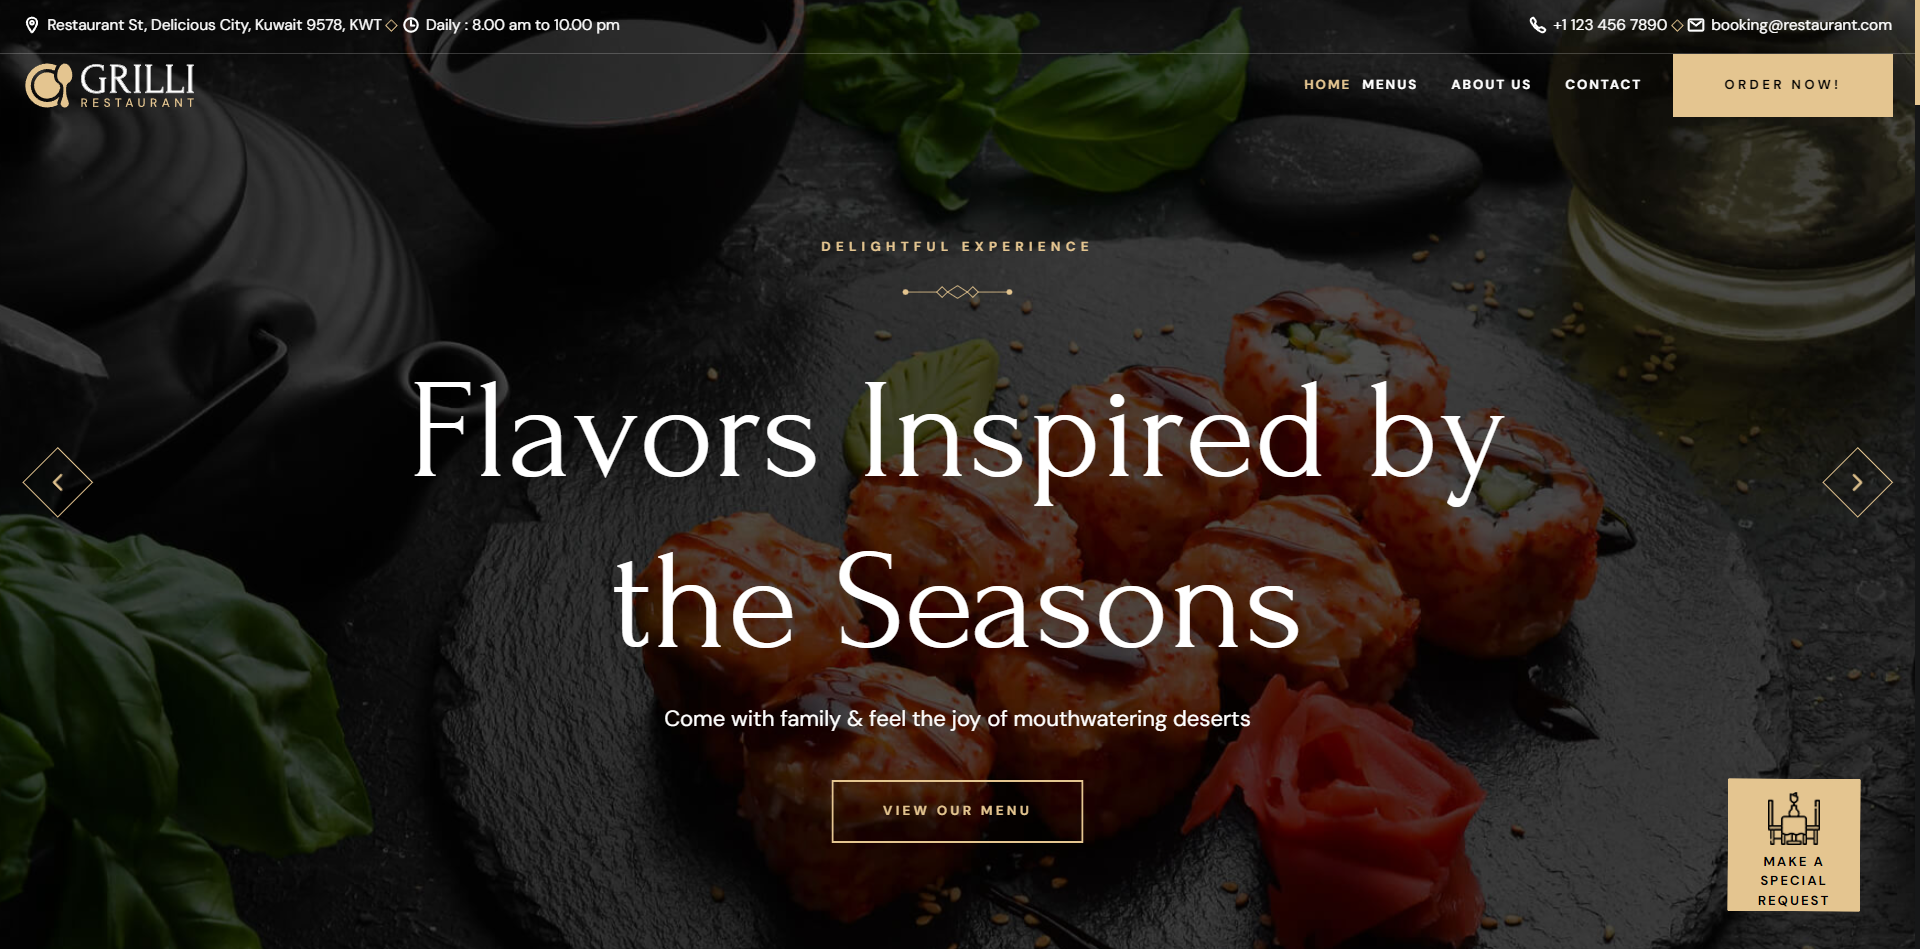 Restaurant St, Delicious City, Kuwait 9578, KWT
Daily : 8.00 am to 10.00 pm
+1 123 456 7890
booking@restaurant.com
GRILLI
RESTAURANT
HOME
MENUS
ABOUT US
CONTACT
ORDER NOW!
DELIGHTFUL EXPERIENCE
Flavors Inspired by
the Seasons
Come with family & feel the joy of mouthwatering deserts
VIEW OUR MENU
MAKE A
SPECIAL
REQUEST